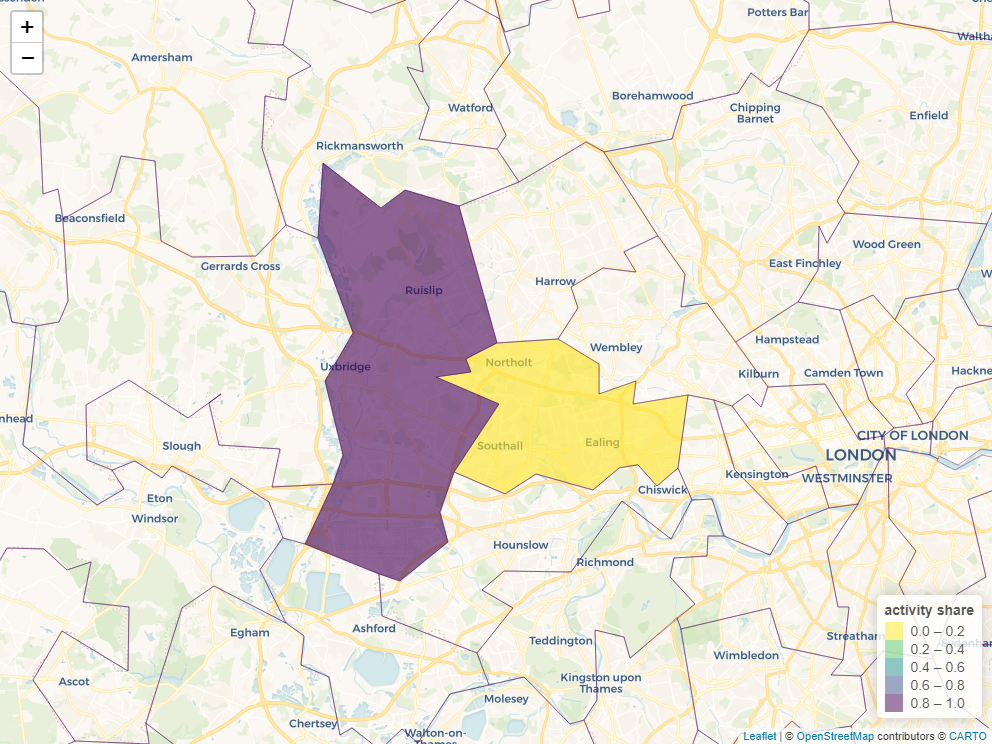 Potters Bar
+
Amersham
−
Borehamwood
Watford
Chipping
Barnet
Enfield
Rickmansworth
Beaconsfield
Wood Green
Gerrards Cross
East Finchley
Harrow
Ruislip
Hampstead
Wembley
Northolt
Uxbridge
Kilburn
Camden Town
Slough
Southall
Ealing
CITY OF LONDON
LONDON
Kensington
WESTMINSTER
Chiswick
Eton
Windsor
Hounslow
Richmond
activity share
0.0 – 0.2
0.2 – 0.4
0.4 – 0.6
0.6 – 0.8
0.8 – 1.0
Egham
Ashford
Teddington
Streatham
Wimbledon
Kingston upon
Thames
Ascot
Molesey
Chertsey
Walton-on-
Thames
Leaflet | © OpenStreetMap contributors © CARTO